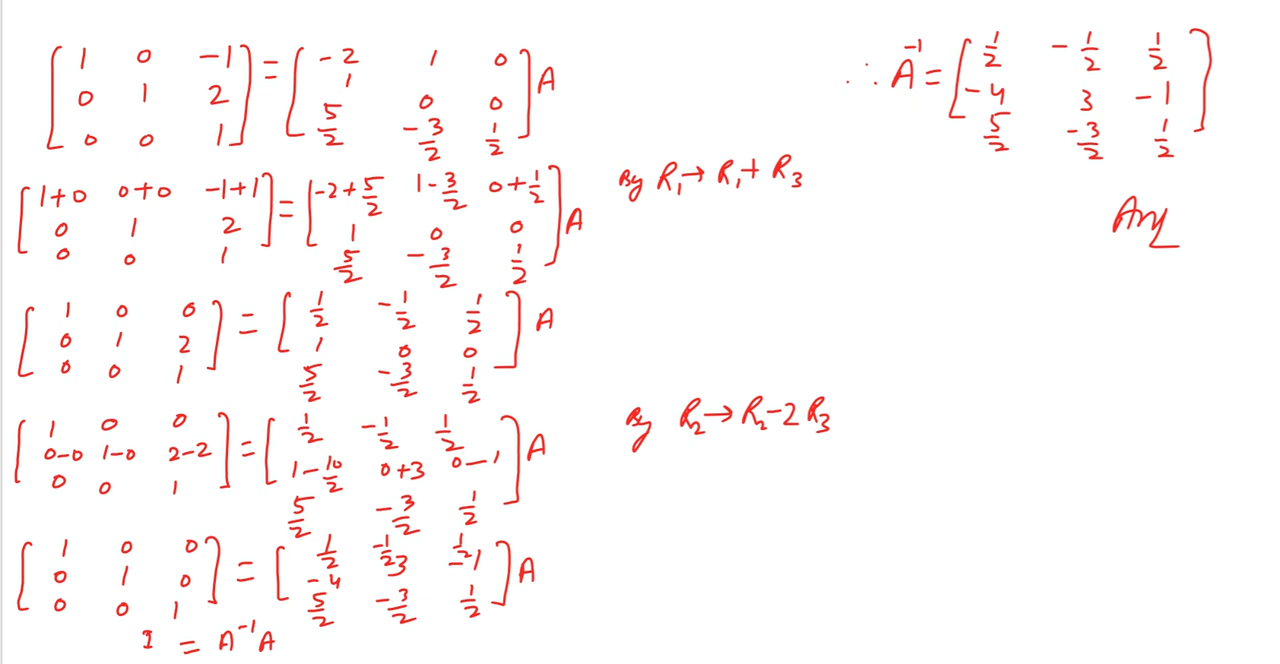 [1 0 -1] = [-2 1 0] A
[0 1 2] [1 0 0]
[0 0 1] [5/2 -3/2 1/2]
[1+0 0+0 -1+1] = [-2+5/2 1-3/2 0+1/2] A By R₁→R₁+R₃
[0 1 2] [1 0 0]
[0 0 1] [5/2 -3/2 1/2]
[1 0 0] = [1/2 -1/2 1/2] A
[0 1 2] [1 0 0]
[0 0 1] [5/2 -3/2 1/2]
[1 0 0] = [1/2 -1/2 1/2] A By R₂→R₂-2R₃
[0-0 1-0 2-2] [1-10/2 0+3 0-1]
[0 0 1] [5/2 -3/2 1/2]
[1 0 0] = [1/2 -1/2 1/2] A
[0 1 0] [-4 3 -1]
[0 0 1] [5/2 -3/2 1/2]
I = A⁻¹A
∴ A⁻¹ = [1/2 -1/2 1/2]
[-4 3 -1]
[5/2 -3/2 1/2]